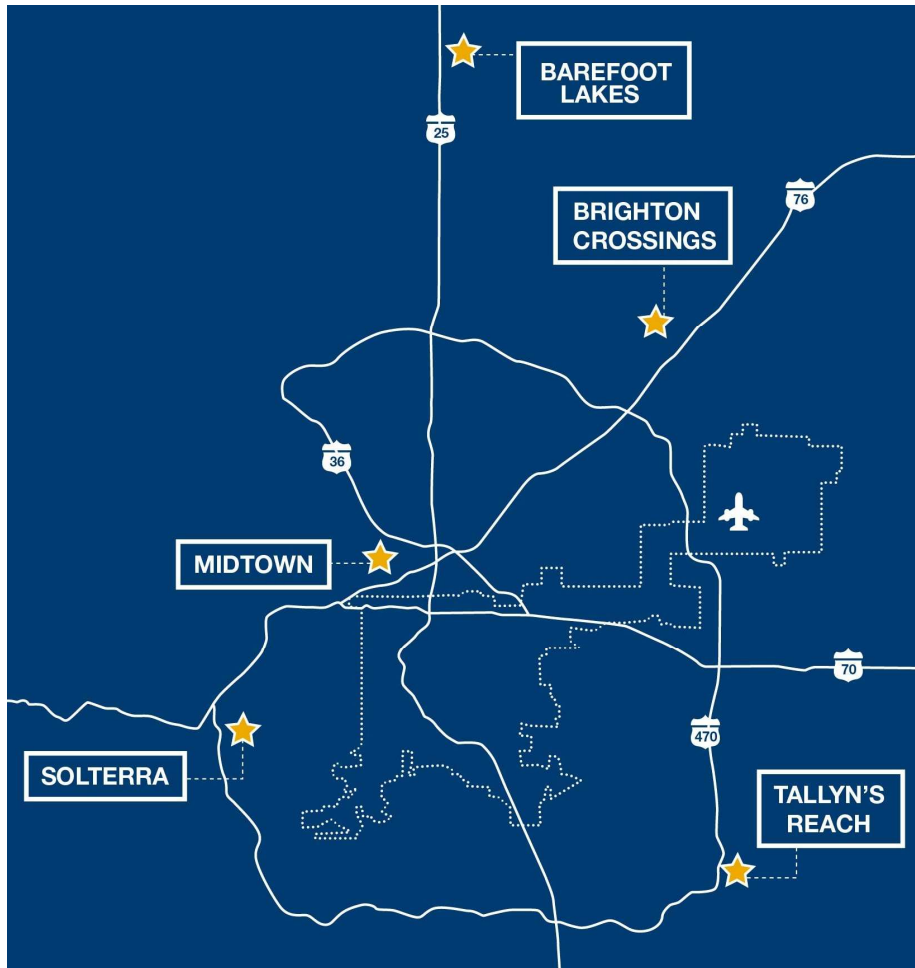 BAREFOOT
LAKES
25
76
BRIGHTON
CROSSINGS
36
MIDTOWN
70
470
SOLTERRA
TALLYN'S
REACH